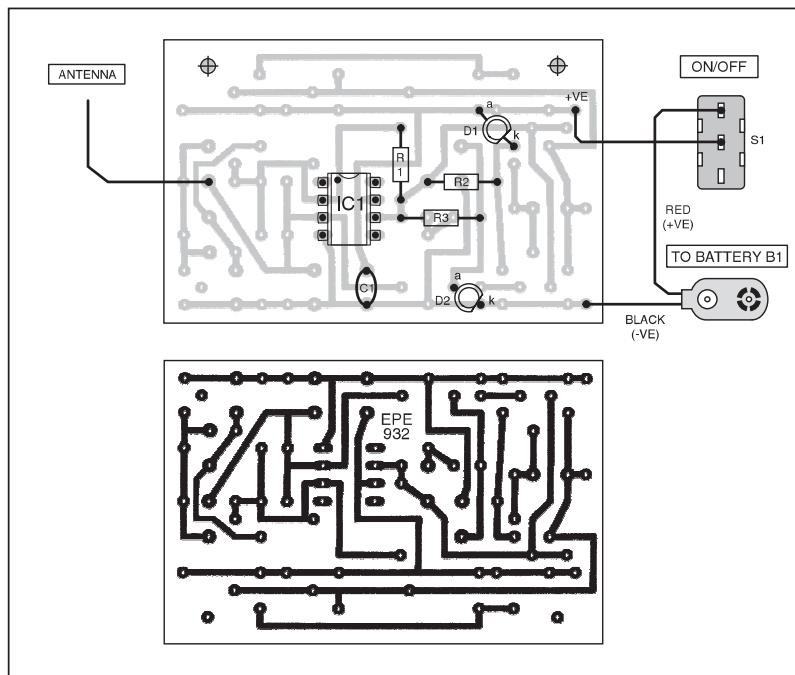 ANTENNA
ON/OFF
+VE
a
D1
k
S1
R
1
R2
IC1
R3
RED
(+VE)
TO BATTERY B1
a
C1
D2
k
BLACK
(-VE)
EPE
932